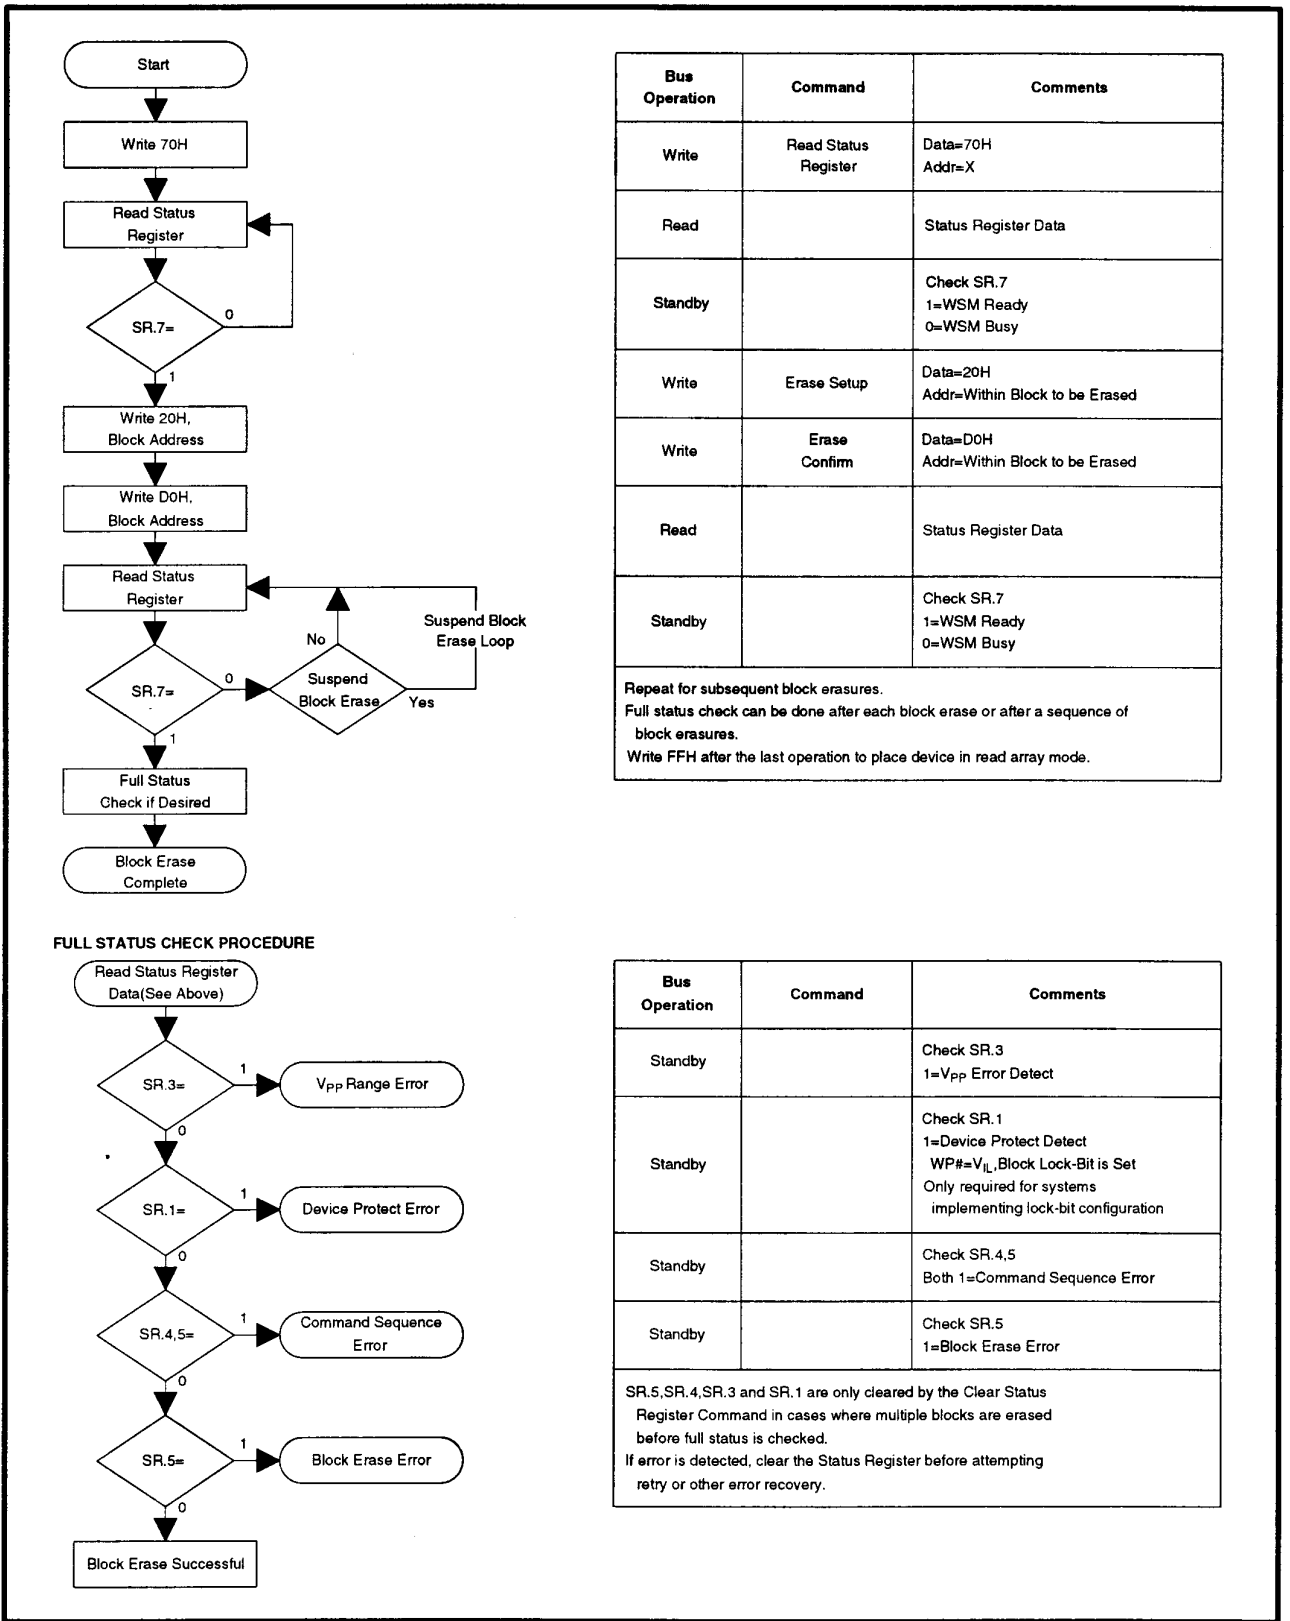 Start
Write 70H
Read Status
Register
SR.7=
0
1
Write 20H,
Block Address
Write D0H,
Block Address
Read Status
Register
SR.7=
0
1
Suspend
Block Erase
No
Yes
Suspend Block
Erase Loop
Full Status
Check if Desired
Block Erase
Complete
Bus
Operation
Command
Comments
Write
Read Status
Register
Data=70H
Addr=X
Read
Status Register Data
Standby
Check SR.7
1=WSM Ready
0=WSM Busy
Write
Erase Setup
Data=20H
Addr=Within Block to be Erased
Write
Erase
Confirm
Data=D0H
Addr=Within Block to be Erased
Read
Status Register Data
Standby
Check SR.7
1=WSM Ready
0=WSM Busy
Repeat for subsequent block erasures.
Full status check can be done after each block erase or after a sequence of
block erasures.
Write FFH after the last operation to place device in read array mode.
FULL STATUS CHECK PROCEDURE
Read Status Register
Data(See Above)
SR.3=
1
VPP Range Error
0
SR.1=
1
Device Protect Error
0
SR.4,5=
1
Command Sequence
Error
0
SR.5=
1
Block Erase Error
0
Block Erase Successful
Bus
Operation
Command
Comments
Standby
Check SR.3
1=VPP Error Detect
Standby
Check SR.1
1=Device Protect Detect
WP#=VIL,Block Lock-Bit is Set
Only required for systems
implementing lock-bit configuration
Standby
Check SR.4,5
Both 1=Command Sequence Error
Standby
Check SR.5
1=Block Erase Error
SR.5,SR.4,SR.3 and SR.1 are only cleared by the Clear Status
Register Command in cases where multiple blocks are erased
before full status is checked.
If error is detected, clear the Status Register before attempting
retry or other error recovery.